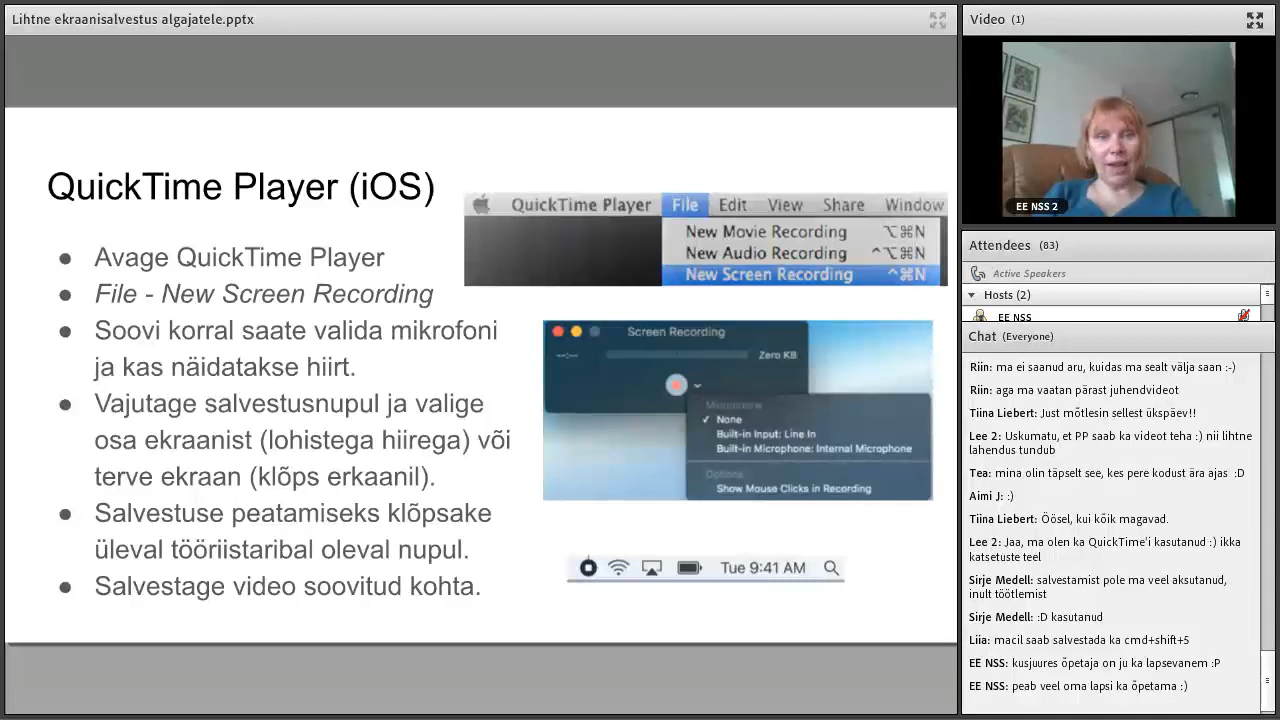 Lihtne ekraanisalvestus algajatele.pptx
QuickTime Player (iOS)
● Avage QuickTime Player
● File - New Screen Recording
● Soovi korral saate valida mikrofoni
ja kas näidatakse hiirt.
● Vajutage salvestusnupul ja valige
osa ekraanist (lohistega hiirega) või
terve ekraan (klõps erkaanil).
● Salvestuse peatamiseks klõpsake
üleval tööriistaribal oleval nupul.
● Salvestage video soovitud kohta.
QuickTime Player File Edit View Share Window
New Movie Recording ⌥⌘N
New Audio Recording ^⌥⌘N
New Screen Recording ^⌘N
Screen Recording
--:-- Zero KB
Microphone
✓ None
Built-in Input: Line In
Built-in Microphone: Internal Microphone
Options
Show Mouse Clicks in Recording
Tue 9:41 AM
Video (1)
EE NSS 2
Attendees (83)
Active Speakers
Hosts (2)
EE NSS
Chat (Everyone)
Riin: ma ei saanud aru, kuidas ma sealt välja saan :-)
Riin: aga ma vaatan pärast juhendvideot
Tiina Liebert: Just mõtlesin sellest ükspäev!!
Lee 2: Uskumatu, et PP saab ka videot teha :) nii lihtne
lahendus tundub
Tea: mina olin täpselt see, kes pere kodust ära ajas :D
Aimi J: :)
Tiina Liebert: Öösel, kui kõik magavad.
Lee 2: Jaa, ma olen ka QuickTime'i kasutanud :) ikka
katsetuste teel
Sirje Medell: salvestamist pole ma veel aksutanud,
inult töötlemist
Sirje Medell: :D kasutanud
Liia: macil saab salvestada ka cmd+shift+5
EE NSS: kusjuures õpetaja on ju ka lapsevanem :P
EE NSS: peab veel oma lapsi ka õpetama :)